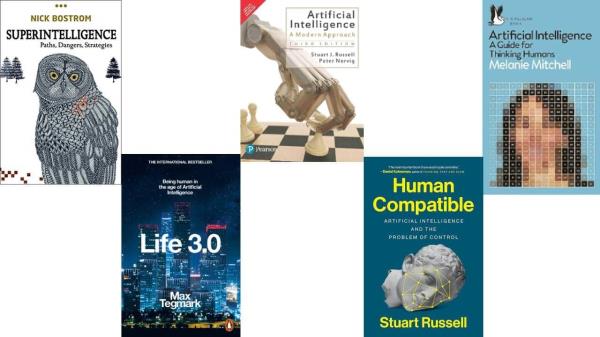 NICK BOSTROM
SUPERINTELLIGENCE
Paths, Dangers, Strategies
Artificial
Intelligence
A Modern Approach
THIRD EDITION
Stuart J. Russell
Peter Norvig
Pearson
A PELICAN
BOOK
Artificial Intelligence
A Guide for
Thinking Humans
Melanie Mitchell
THE INTERNATIONAL BESTSELLER
Being human in
the age of Artificial
Intelligence
Life 3.0
Max
Tegmark
Human
Compatible
ARTIFICIAL INTELLIGENCE
AND THE
PROBLEM OF CONTROL
Stuart Russell